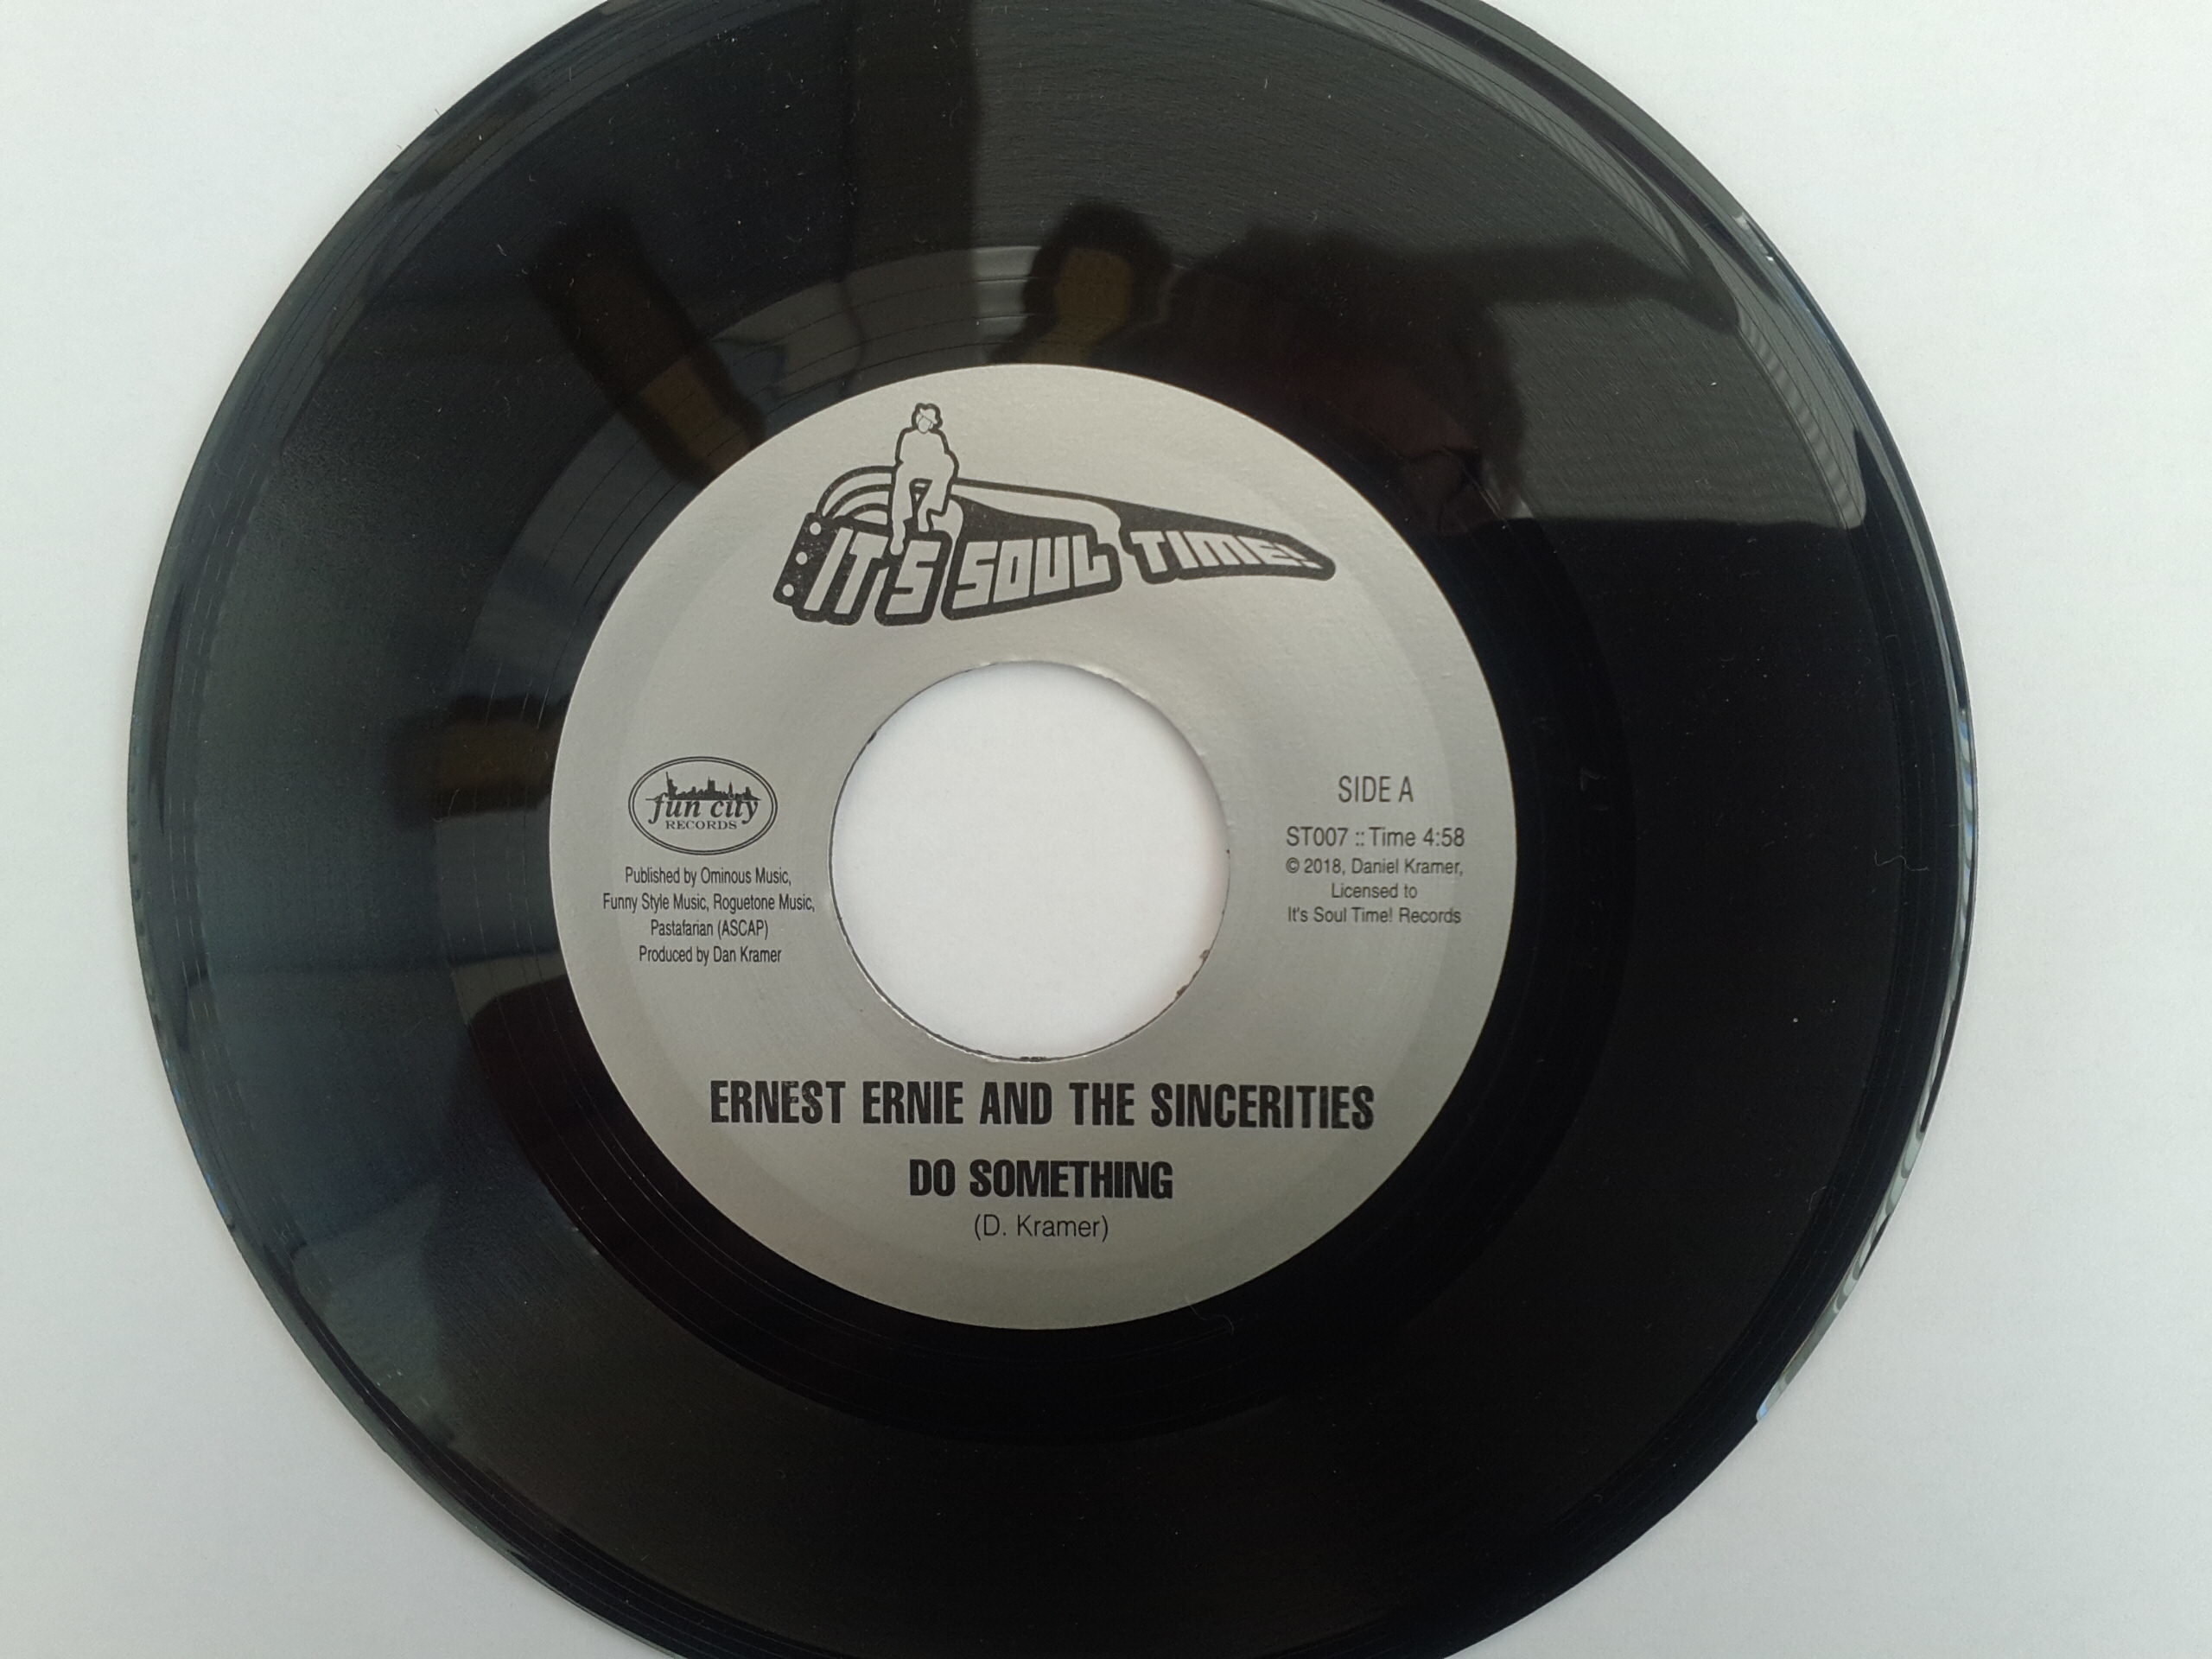 IT'S SOUL TIME!
fun city
RECORDS
Published by Ominous Music,
Funny Style Music, Roguetone Music,
Pastafarian (ASCAP)
Produced by Dan Kramer
SIDE A
ST007 :: Time 4:58
© 2018, Daniel Kramer,
Licensed to
It's Soul Time! Records
ERNEST ERNIE AND THE SINCERITIES
DO SOMETHING
(D. Kramer)